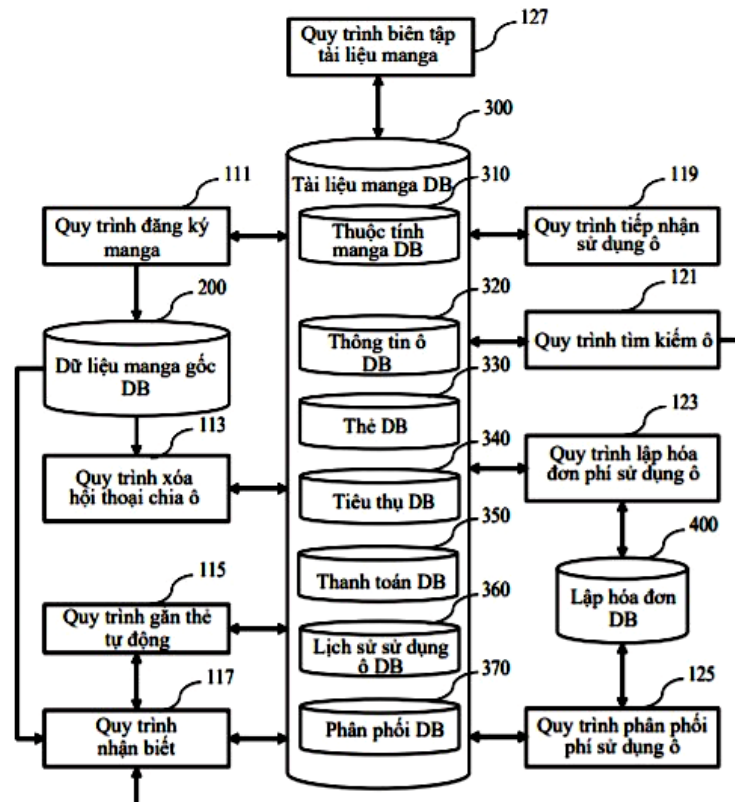 127
Quy trình biên tập
tài liệu manga
300
Tài liệu manga DB
310
Thuộc tính
manga DB
111
Quy trình đăng ký
manga
119
Quy trình tiếp nhận
sử dụng ô
200
Dữ liệu manga gốc
DB
320
Thông tin ô
DB
121
Quy trình tìm kiếm ô
330
Thẻ DB
113
Quy trình xóa
hội thoại chia ô
340
Tiêu thụ DB
123
Quy trình lập hóa
đơn phí sử dụng ô
350
Thanh toán DB
400
Lập hóa đơn
DB
115
Quy trình gắn thẻ
tự động
360
Lịch sử sử dụng
ô DB
117
Quy trình
nhận biết
370
Phân phối DB
125
Quy trình phân phối
phí sử dụng ô